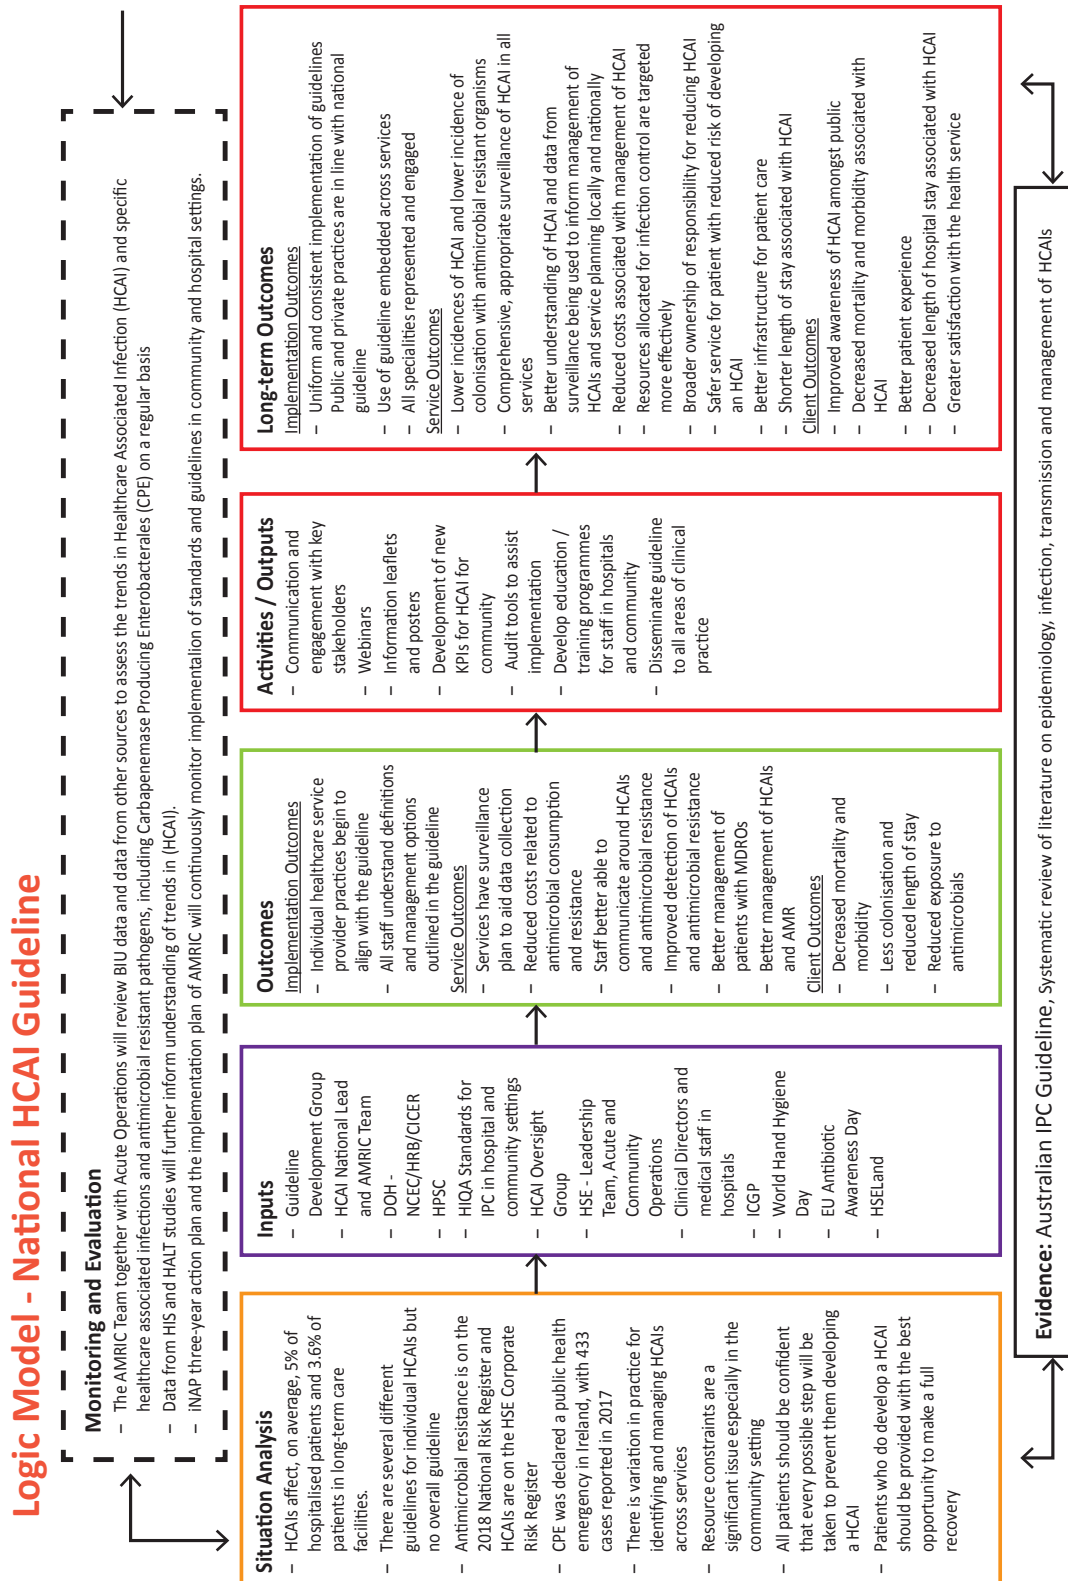 Logic Model - National HCAI Guideline
Monitoring and Evaluation
– The AMRIC Team together with Acute Operations will review BIU data and data from other sources to assess the trends in Healthcare Associated Infection (HCAI) and specific
healthcare associated infections and antimicrobial resistant pathogens, including Carbapenemase Producing Enterobacterales (CPE) on a regular basis
– Data from HIS and HALT studies will further inform understanding of trends in (HCAI).
– iNAP three-year action plan and the implementation plan of AMRIC will continuously monitor implementation of standards and guidelines in community and hospital settings.
Situation Analysis
– HCAIs affect, on average, 5% of
hospitalised patients and 3.6% of
patients in long-term care
facilities.
– There are several different
guidelines for individual HCAIs but
no overall guideline
– Antimicrobial resistance is on the
2018 National Risk Register and
HCAIs are on the HSE Corporate
Risk Register
– CPE was declared a public health
emergency in Ireland, with 433
cases reported in 2017
– There is variation in practice for
identifying and managing HCAIs
across services
– Resource constraints are a
significant issue especially in the
community setting
– All patients should be confident
that every possible step will be
taken to prevent them developing
a HCAI
– Patients who do develop a HCAI
should be provided with the best
opportunity to make a full
recovery
Inputs
– Guideline
Development Group
– HCAI National Lead
and AMRIC Team
– DOH -
NCEC/HRB/CICER
– HPSC
– HIQA Standards for
IPC in hospital and
community settings
– HCAI Oversight
Group
– HSE - Leadership
Team, Acute and
Community
Operations
– Clinical Directors and
medical staff in
hospitals
– ICGP
– World Hand Hygiene
Day
– EU Antibiotic
Awareness Day
– HSELand
Outcomes
Implementation Outcomes
– Individual healthcare service
provider practices begin to
align with the guideline
– All staff understand definitions
and management options
outlined in the guideline
Service Outcomes
– Services have surveillance
plan to aid data collection
– Reduced costs related to
antimicrobial consumption
and resistance
– Staff better able to
communicate around HCAIs
and antimicrobial resistance
– Improved detection of HCAIs
and antimicrobial resistance
– Better management of
patients with MDROs
– Better management of HCAIs
and AMR
Client Outcomes
– Decreased mortality and
morbidity
– Less colonisation and
reduced length of stay
– Reduced exposure to
antimicrobials
Activities / Outputs
– Communication and
engagement with key
stakeholders
– Webinars
– Information leaflets
and posters
– Development of new
KPIs for HCAI for
community
– Audit tools to assist
implementation
– Develop education /
training programmes
for staff in hospitals
and community
– Disseminate guideline
to all areas of clinical
practice
Long-term Outcomes
Implementation Outcomes
– Uniform and consistent implementation of guidelines
– Public and private practices are in line with national
guideline
– Use of guideline embedded across services
– All specialities represented and engaged
Service Outcomes
– Lower incidences of HCAI and lower incidence of
colonisation with antimicrobial resistant organisms
– Comprehensive, appropriate surveillance of HCAI in all
services
– Better understanding of HCAI and data from
surveillance being used to inform management of
HCAIs and service planning locally and nationally
– Reduced costs associated with management of HCAI
– Resources allocated for infection control are targeted
more effectively
– Broader ownership of responsibility for reducing HCAI
– Safer service for patient with reduced risk of developing
an HCAI
– Better infrastructure for patient care
– Shorter length of stay associated with HCAI
Client Outcomes
– Improved awareness of HCAI amongst public
– Decreased mortality and morbidity associated with
HCAI
– Better patient experience
– Decreased length of hospital stay associated with HCAI
– Greater satisfaction with the health service
Evidence: Australian IPC Guideline, Systematic review of literature on epidemiology, infection, transmission and management of HCAIs